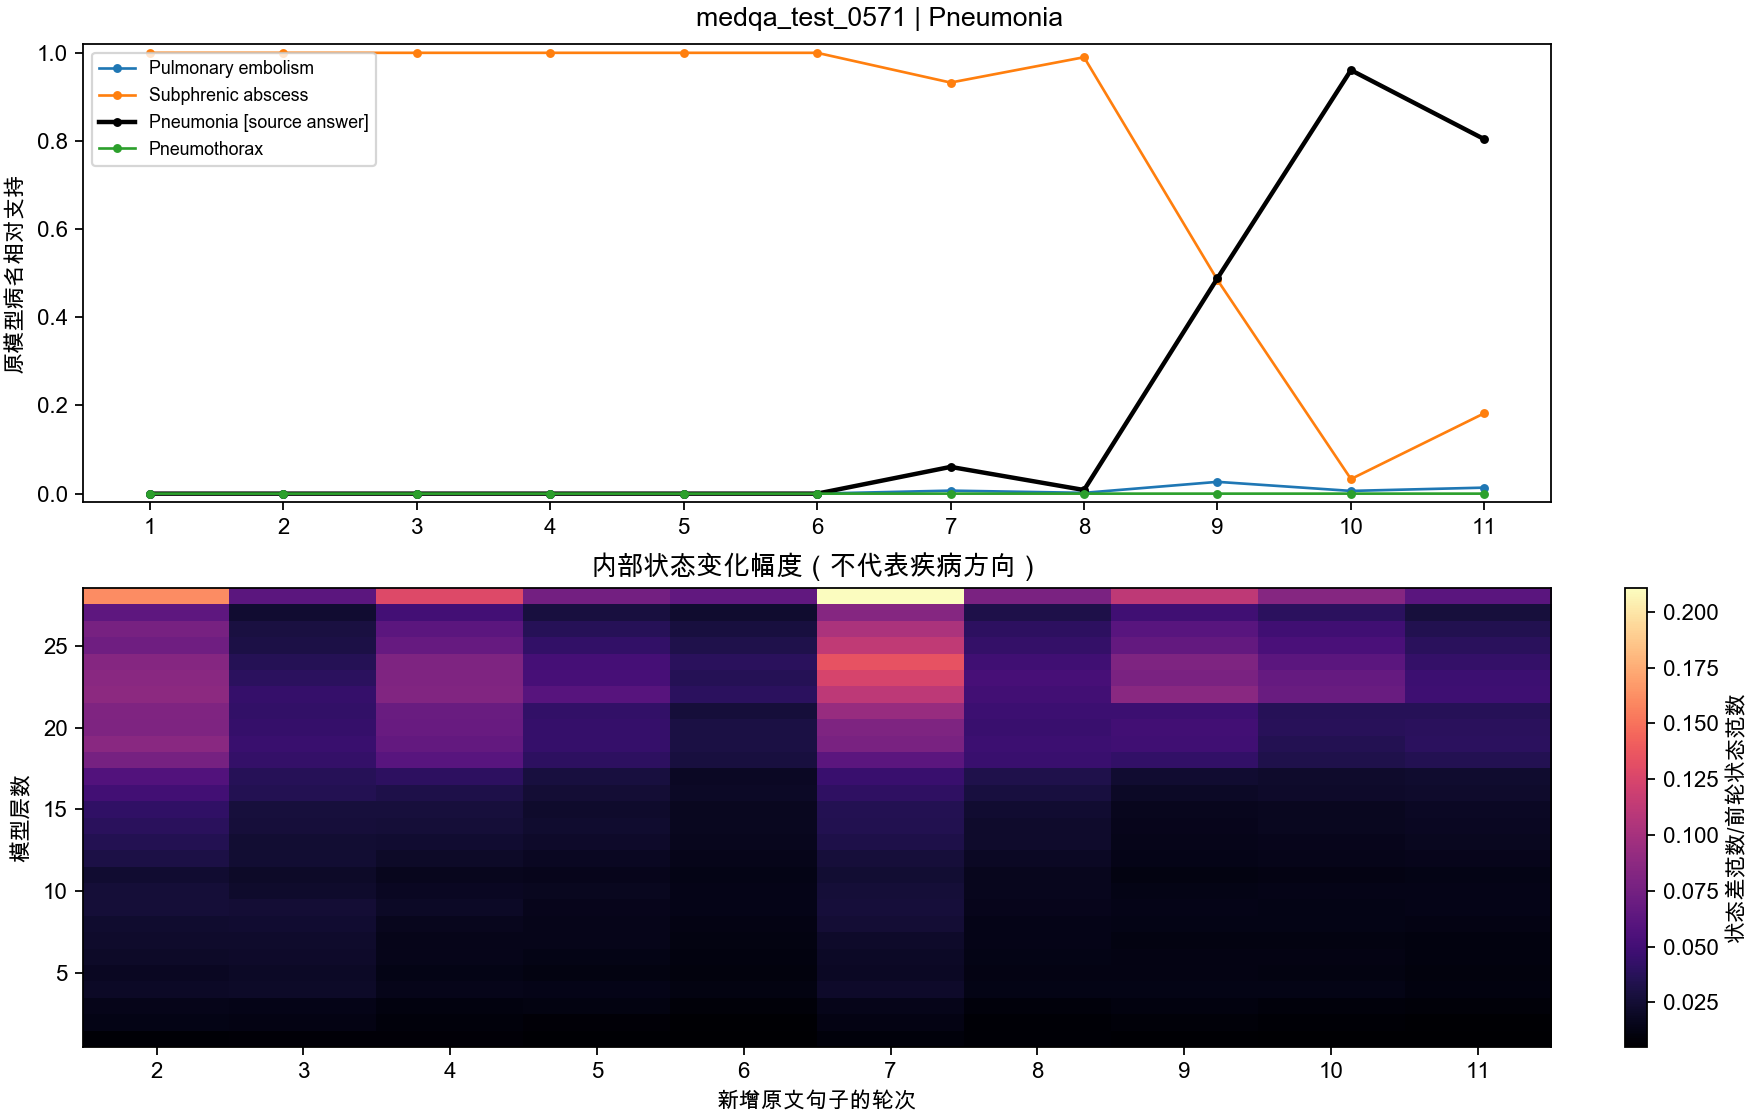 medqa_test_0571 | Pneumonia
原模型病名相对支持
1.0
0.8
0.6
0.4
0.2
0.0
Pulmonary embolism
Subphrenic abscess
Pneumonia [source answer]
Pneumothorax
1 2 3 4 5 6 7 8 9 10 11
内部状态变化幅度（不代表疾病方向）
模型层数
25
20
15
10
5
2 3 4 5 6 7 8 9 10 11
新增原文句子的轮次
0.200
0.175
0.150
0.125
0.100
0.075
0.050
0.025
状态差范数/前轮状态范数